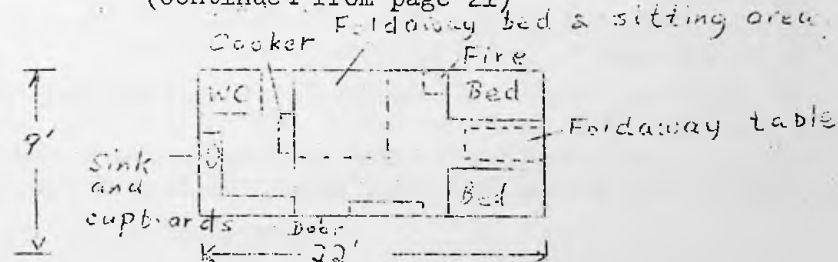 (continued from page 21)
Foldaway bed & sitting area
Cooker
Fire
WC
Bed
Foldaway table
9'
Sink
and
cupboards
Bed
Door
22'